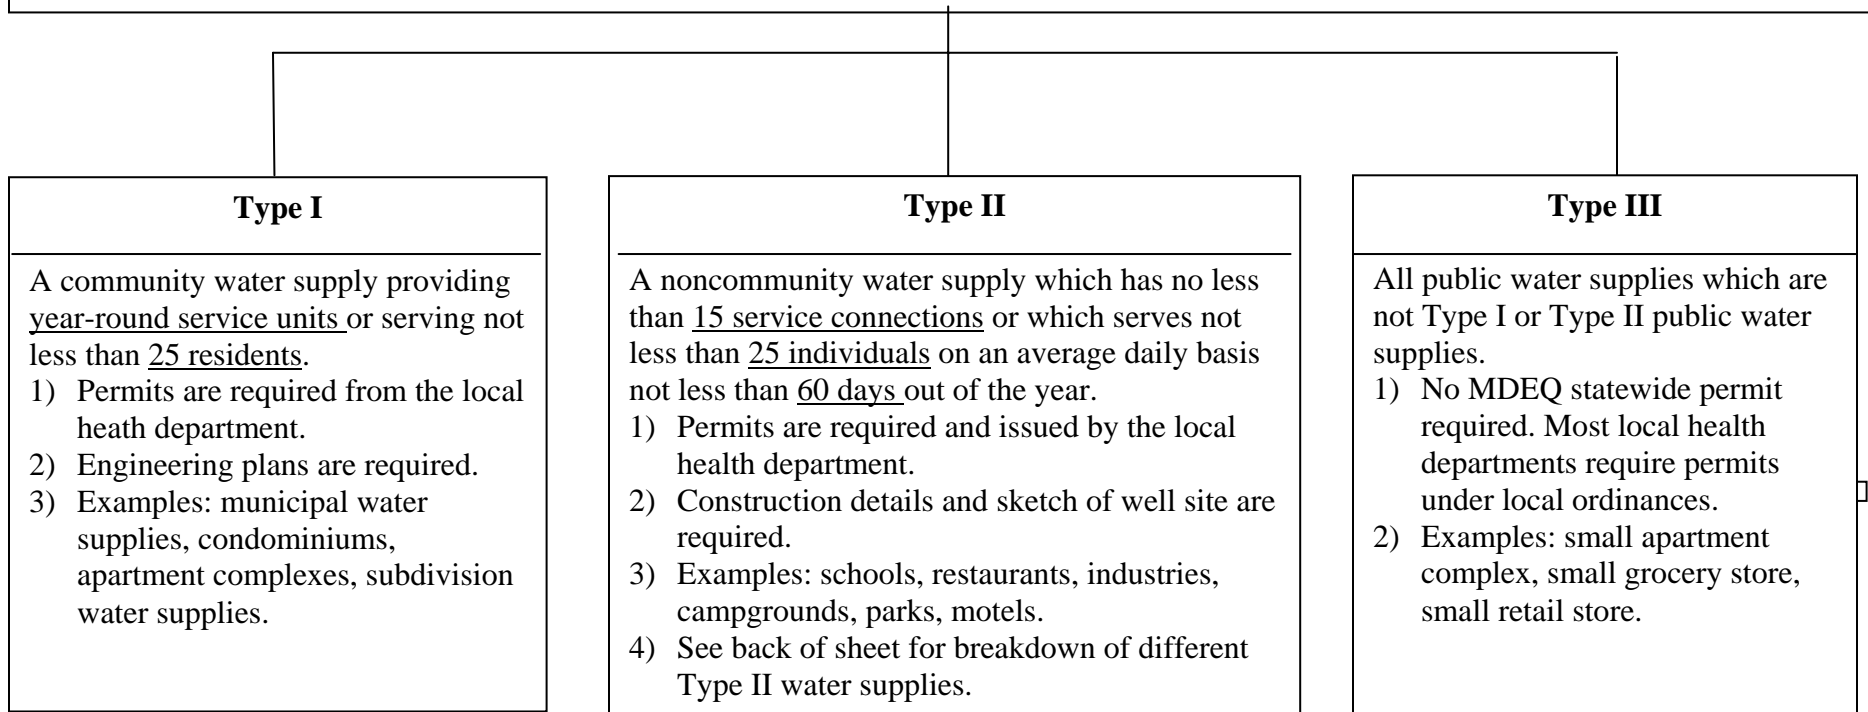 Type I
A community water supply providing
year-round service units or serving not
less than 25 residents.
1) Permits are required from the local
heath department.
2) Engineering plans are required.
3) Examples: municipal water
supplies, condominiums,
apartment complexes, subdivision
water supplies.
Type II
A noncommunity water supply which has no less
than 15 service connections or which serves not
less than 25 individuals on an average daily basis
not less than 60 days out of the year.
1) Permits are required and issued by the local
health department.
2) Construction details and sketch of well site are
required.
3) Examples: schools, restaurants, industries,
campgrounds, parks, motels.
4) See back of sheet for breakdown of different
Type II water supplies.
Type III
All public water supplies which are
not Type I or Type II public water
supplies.
1) No MDEQ statewide permit
required. Most local health
departments require permits
under local ordinances.
2) Examples: small apartment
complex, small grocery store,
small retail store.